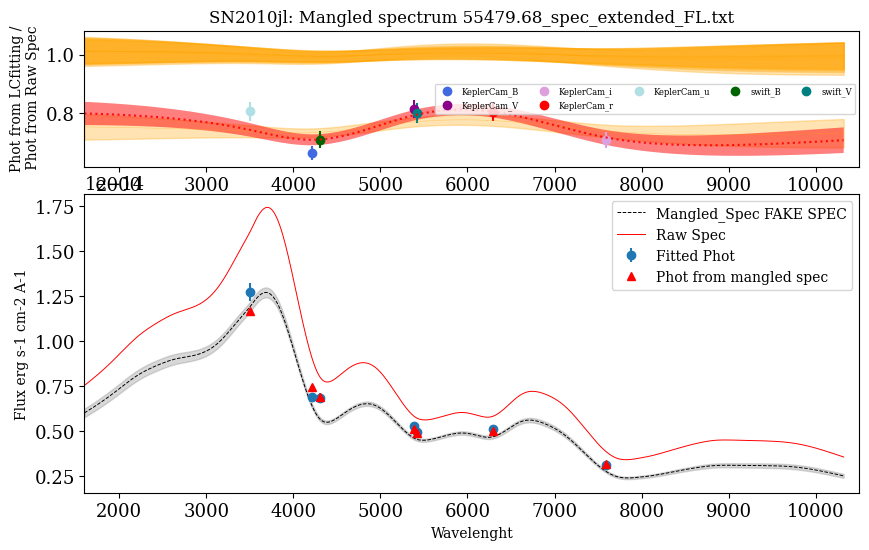 SN2010jl: Mangled spectrum 55479.68_spec_extended_FL.txt
Phot from LCfitting /
Phot from Raw Spec
1.0
0.8
KeplerCam_B
KeplerCam_i
KeplerCam_u
swift_B
swift_V
KeplerCam_V
KeplerCam_r
2000 3000 4000 5000 6000 7000 8000 9000 10000
1e−14
Flux erg s-1 cm-2 A-1
1.75
1.50
1.25
1.00
0.75
0.50
0.25
Mangled_Spec FAKE SPEC
Raw Spec
Fitted Phot
Phot from mangled spec
2000 3000 4000 5000 6000 7000 8000 9000 10000
Wavelenght